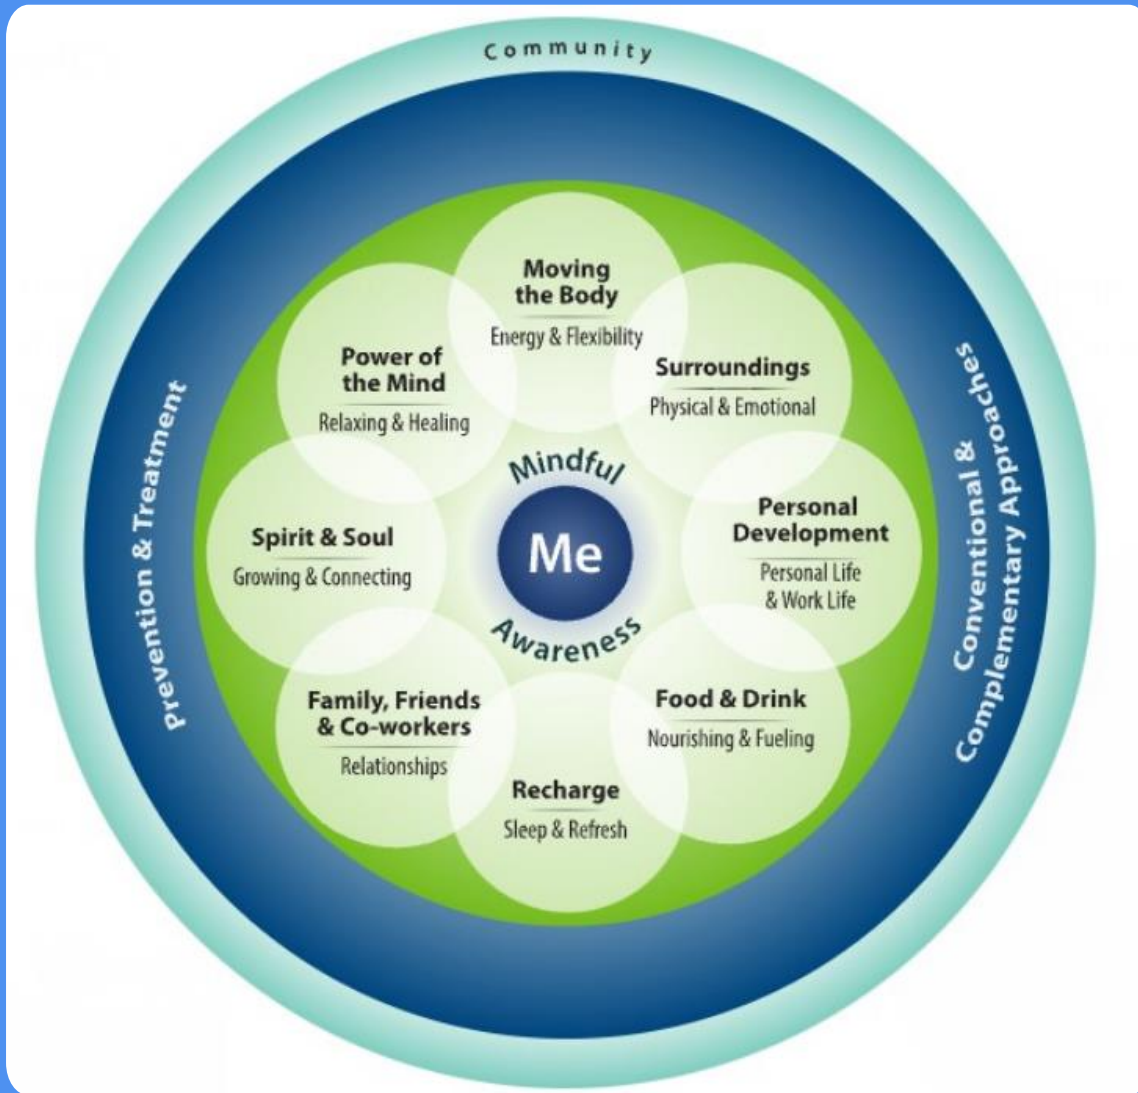 Community
Prevention & Treatment
Conventional &
Complementary Approaches
Moving
the Body
Energy & Flexibility
Surroundings
Physical & Emotional
Personal
Development
Personal Life
& Work Life
Food & Drink
Nourishing & Fueling
Recharge
Sleep & Refresh
Family, Friends
& Co-workers
Relationships
Spirit & Soul
Growing & Connecting
Power of
the Mind
Relaxing & Healing
Mindful
Me
Awareness